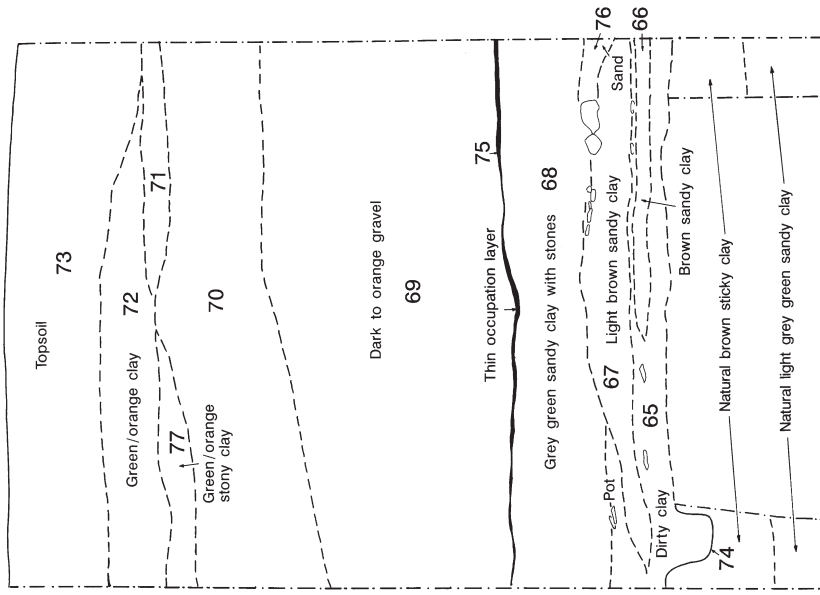 73
Topsoil
72
Green/orange clay
71
77
Green/orange
stony clay
70
69
Dark to orange gravel
75
Thin occupation layer
68
Grey green sandy clay with stones
76
Sand
66
67
Light brown sandy clay
Pot
65
Dirty clay
Brown sandy clay
74
Natural brown sticky clay
Natural light grey green sandy clay